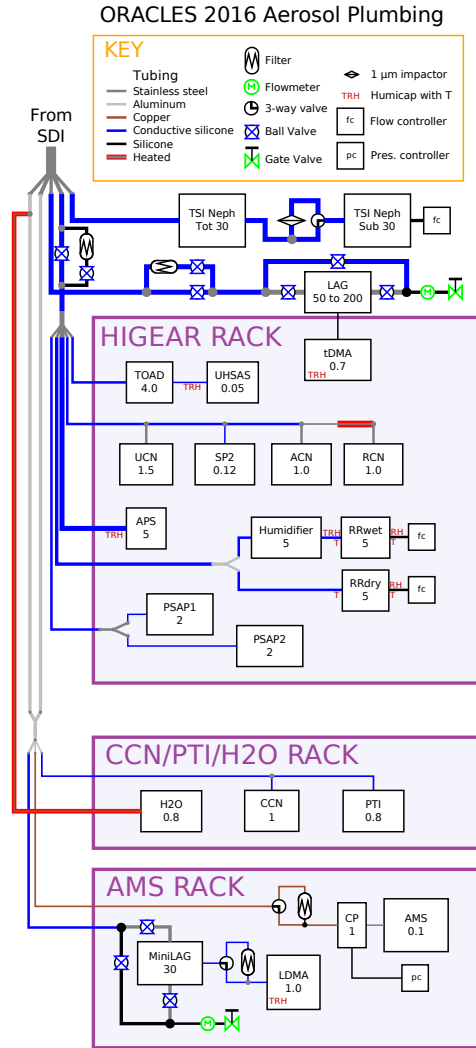 ORACLES 2016 Aerosol Plumbing
KEY
Tubing
Stainless steel
Aluminum
Copper
Conductive silicone
Silicone
Heated
Filter
M
Flowmeter
3-way valve
Ball Valve
Gate Valve
1 μm impactor
TRH
Humicap with T
fc
Flow controller
pc
Pres. controller
From
SDI
TSI Neph
Tot 30
TSI Neph
Sub 30
fc
LAG
50 to 200
M
HIGEAR RACK
tDMA
0.7
TRH
TOAD
4.0
TRH
UHSAS
0.05
UCN
1.5
SP2
0.12
ACN
1.0
RCN
1.0
APS
5
TRH
Humidifier
5
TRH
T
RRwet
5
RH
T
fc
RRdry
5
T
RH
T
fc
PSAP1
2
PSAP2
2
CCN/PTI/H2O RACK
H2O
0.8
CCN
1
PTI
0.8
AMS RACK
CP
1
AMS
0.1
MiniLAG
30
LDMA
1.0
TRH
pc
M